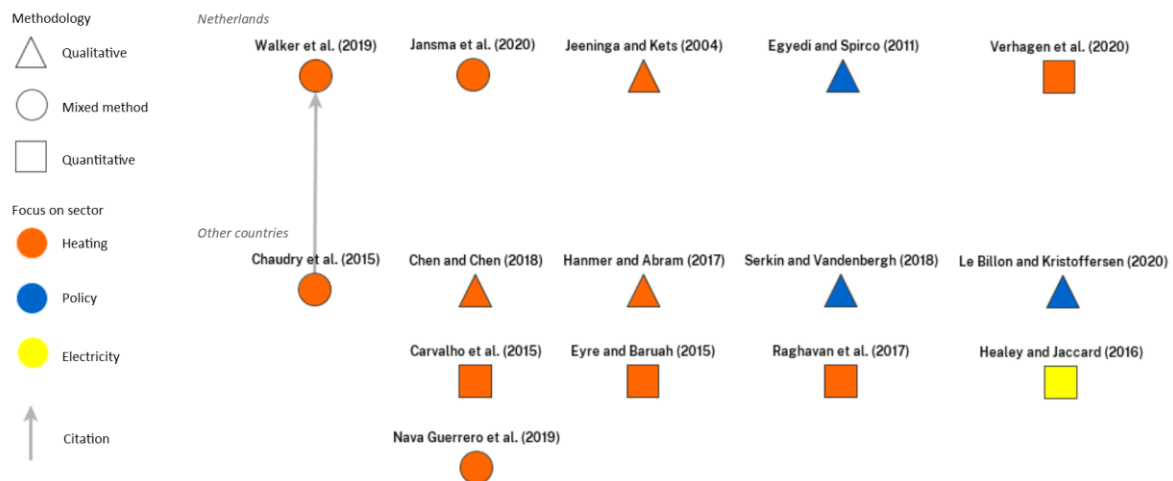 Methodology
Qualitative
Mixed method
Quantitative
Focus on sector
Heating
Policy
Electricity
Citation
Netherlands
Walker et al. (2019)
Jansma et al. (2020)
Jeeninga and Kets (2004)
Egyedi and Spirco (2011)
Verhagen et al. (2020)
Other countries
Chaudry et al. (2015)
Chen and Chen (2018)
Hanmer and Abram (2017)
Serkin and Vandenbergh (2018)
Le Billon and Kristoffersen (2020)
Carvalho et al. (2015)
Eyre and Baruah (2015)
Raghavan et al. (2017)
Healey and Jaccard (2016)
Nava Guerrero et al. (2019)